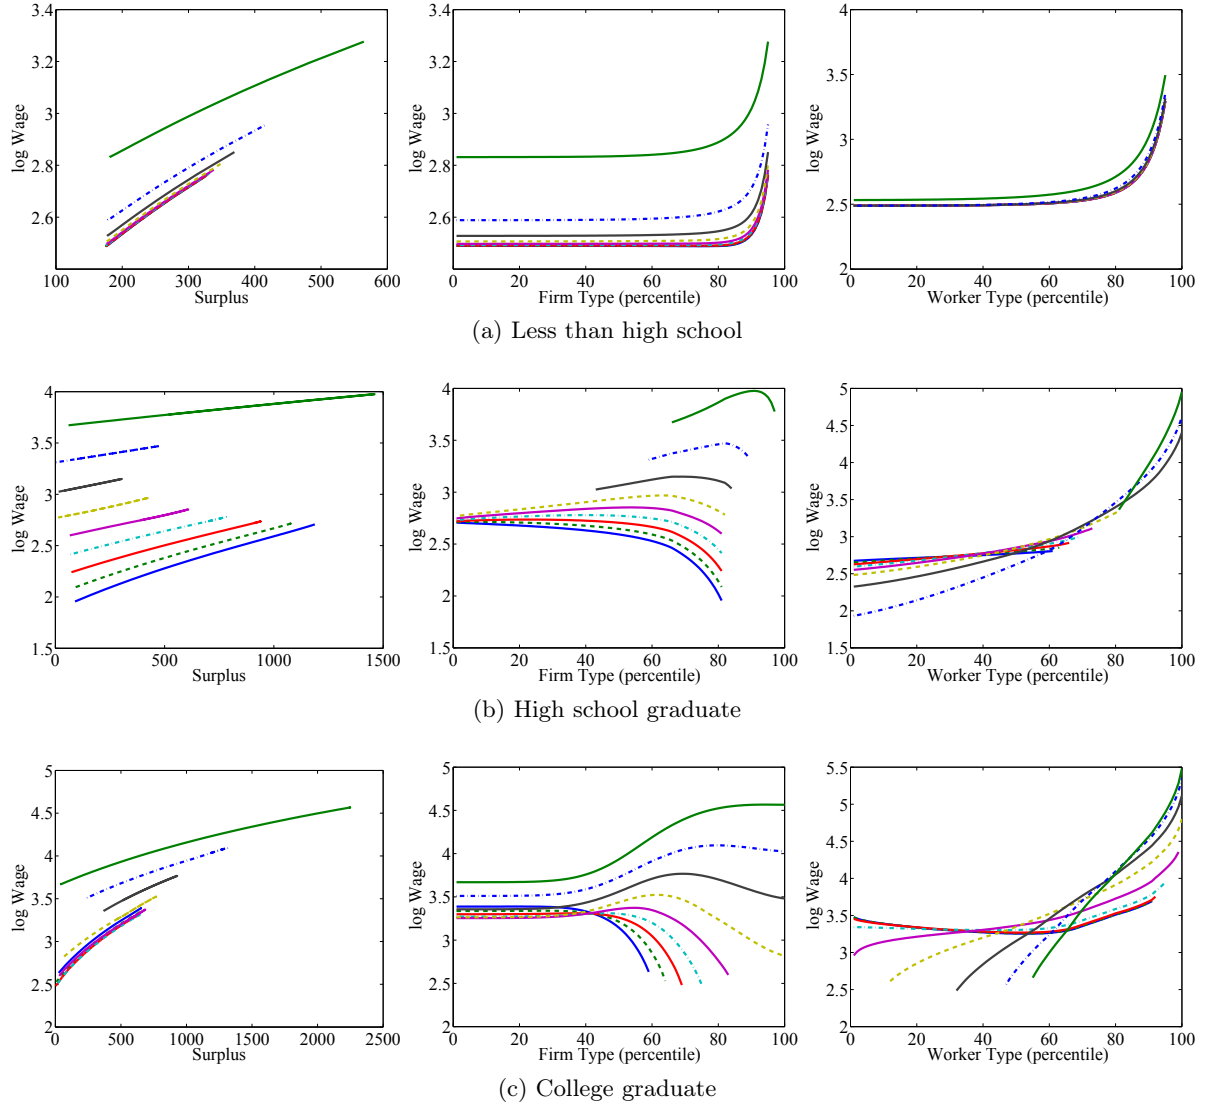 3.4
3.2
3
2.8
2.6
log Wage
100 200 300 400 500 600
Surplus
3.4
3.2
3
2.8
2.6
log Wage
0 20 40 60 80 100
Firm Type (percentile)
4
3.5
3
2.5
2
log Wage
0 20 40 60 80 100
Worker Type (percentile)
(a) Less than high school
4
3.5
3
2.5
2
1.5
log Wage
0 500 1000 1500
Surplus
4
3.5
3
2.5
2
1.5
log Wage
0 20 40 60 80 100
Firm Type (percentile)
5
4.5
4
3.5
3
2.5
2
1.5
log Wage
0 20 40 60 80 100
Worker Type (percentile)
(b) High school graduate
5
4.5
4
3.5
3
2.5
2
log Wage
0 500 1000 1500 2000 2500
Surplus
5
4.5
4
3.5
3
2.5
2
log Wage
0 20 40 60 80 100
Firm Type (percentile)
5.5
5
4.5
4
3.5
3
2.5
2
log Wage
0 20 40 60 80 100
Worker Type (percentile)
(c) College graduate